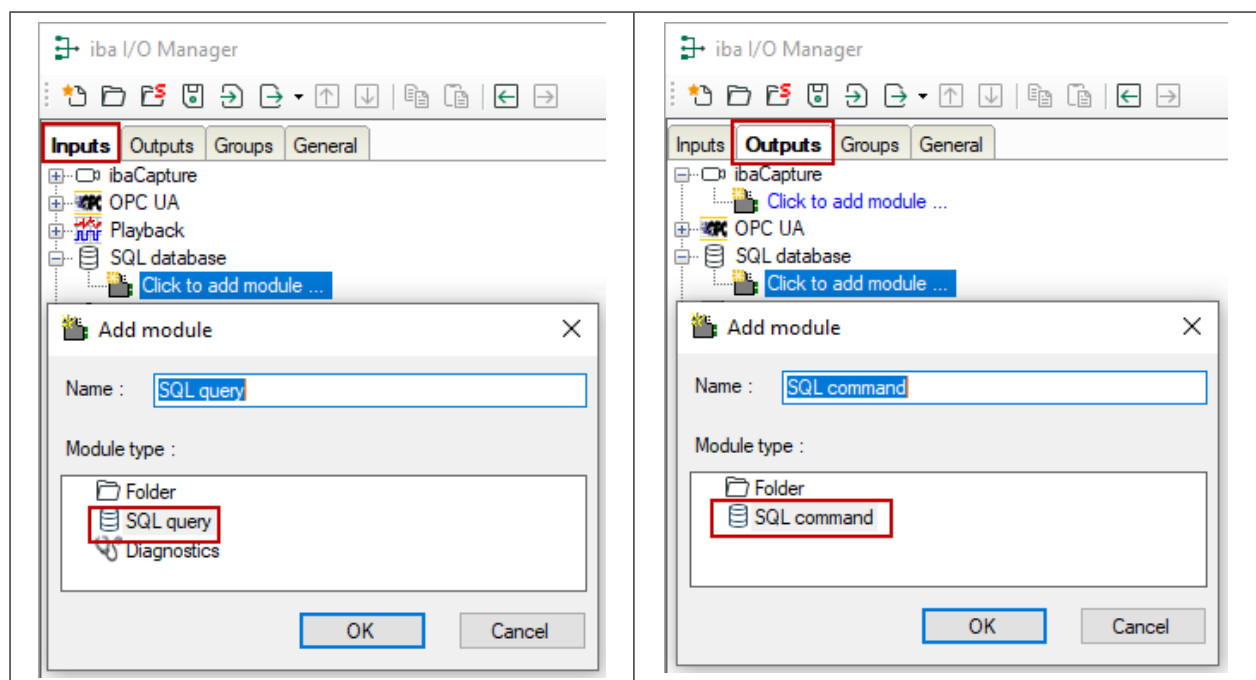 iba I/O Manager
Inputs Outputs Groups General
ibaCapture
OPC UA
Playback
SQL database
Click to add module ...
Add module
Name : SQL query
Module type :
Folder
SQL query
Diagnostics
OK Cancel
iba I/O Manager
Inputs Outputs Groups General
ibaCapture
Click to add module ...
OPC UA
SQL database
Click to add module ...
Add module
Name : SQL command
Module type :
Folder
SQL command
OK Cancel